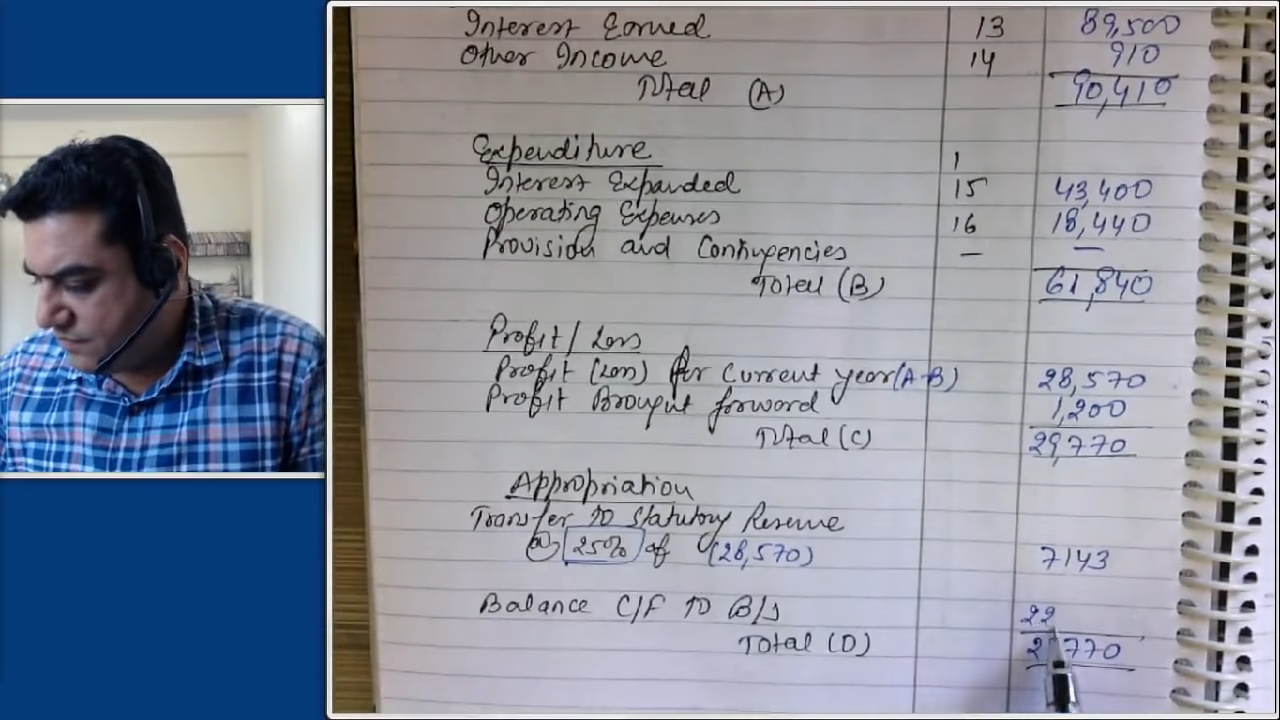 Interest Earned 13 89,500
Other Income 14 910
Total (A) 90,410
Expenditure
Interest Expanded 15 43,400
Operating Expenses 16 18,440
Provision and Contingencies — —
Total (B) 61,840
Profit / Loss
Profit (Loss) for Current year (A-B) 28,570
Profit Brought forward 1,200
Total (C) 29,770
Appropriation
Transfer to Statutory Reserve
@ 25% of (28,570) 7143
Balance C/F to B/S 22
Total (D) 2 770